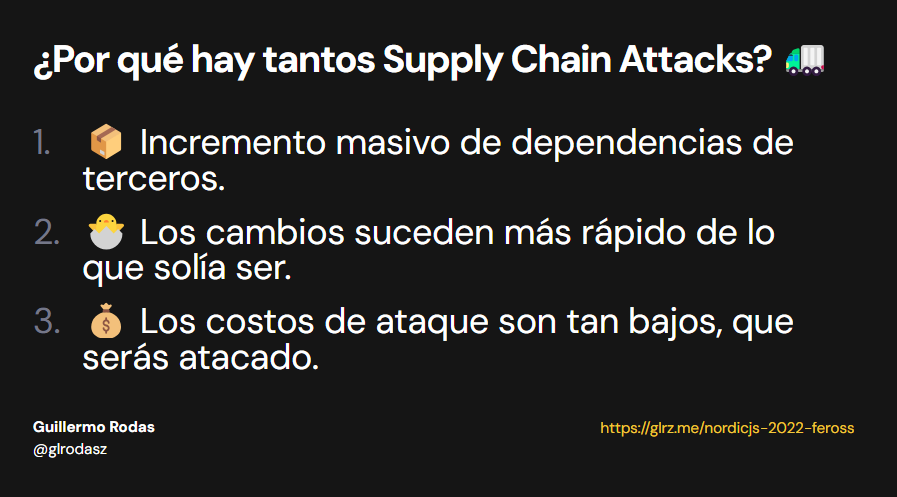 ¿Por qué hay tantos Supply Chain Attacks? 🚛
1. 📦 Incremento masivo de dependencias de
terceros.
2. 🐣 Los cambios suceden más rápido de lo
que solía ser.
3. 💰 Los costos de ataque son tan bajos, que
serás atacado.
Guillermo Rodas
@glrodasz
https://glrz.me/nordicjs-2022-feross